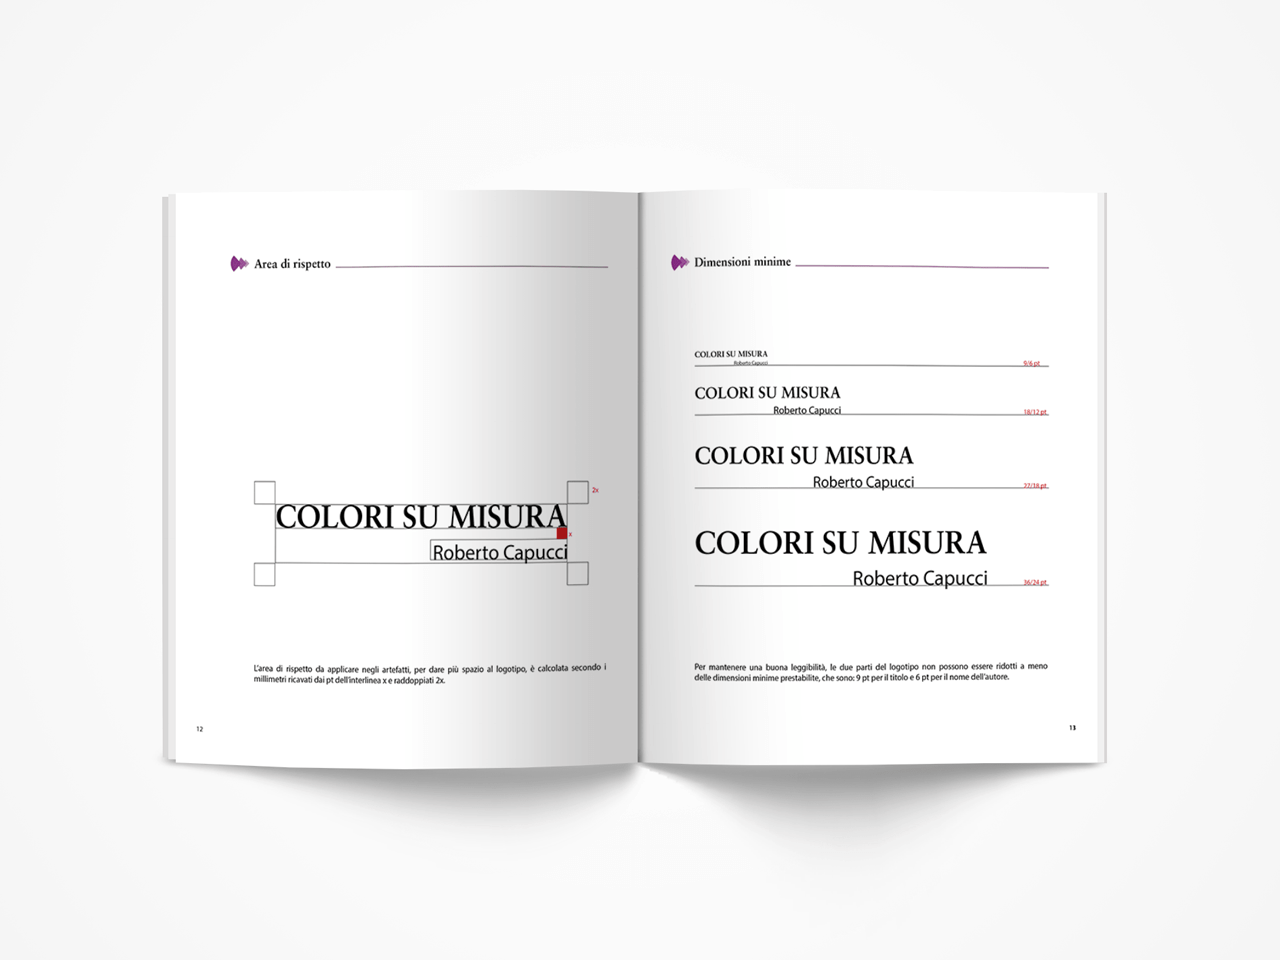 Area di rispetto
2x
COLORI SU MISURA
x
Roberto Capucci
L'area di rispetto da applicare negli artefatti, per dare più spazio al logotipo, è calcolata secondo i
millimetri ricavati dai pt dell'interlinea x e raddoppiati 2x.
12
Dimensioni minime
COLORI SU MISURA
Roberto Capucci
9/6 pt
COLORI SU MISURA
Roberto Capucci
18/12 pt
COLORI SU MISURA
Roberto Capucci
27/18 pt
COLORI SU MISURA
Roberto Capucci
36/24 pt
Per mantenere una buona leggibilità, le due parti del logotipo non possono essere ridotti a meno
delle dimensioni minime prestabilite, che sono: 9 pt per il titolo e 6 pt per il nome dell'autore.
13